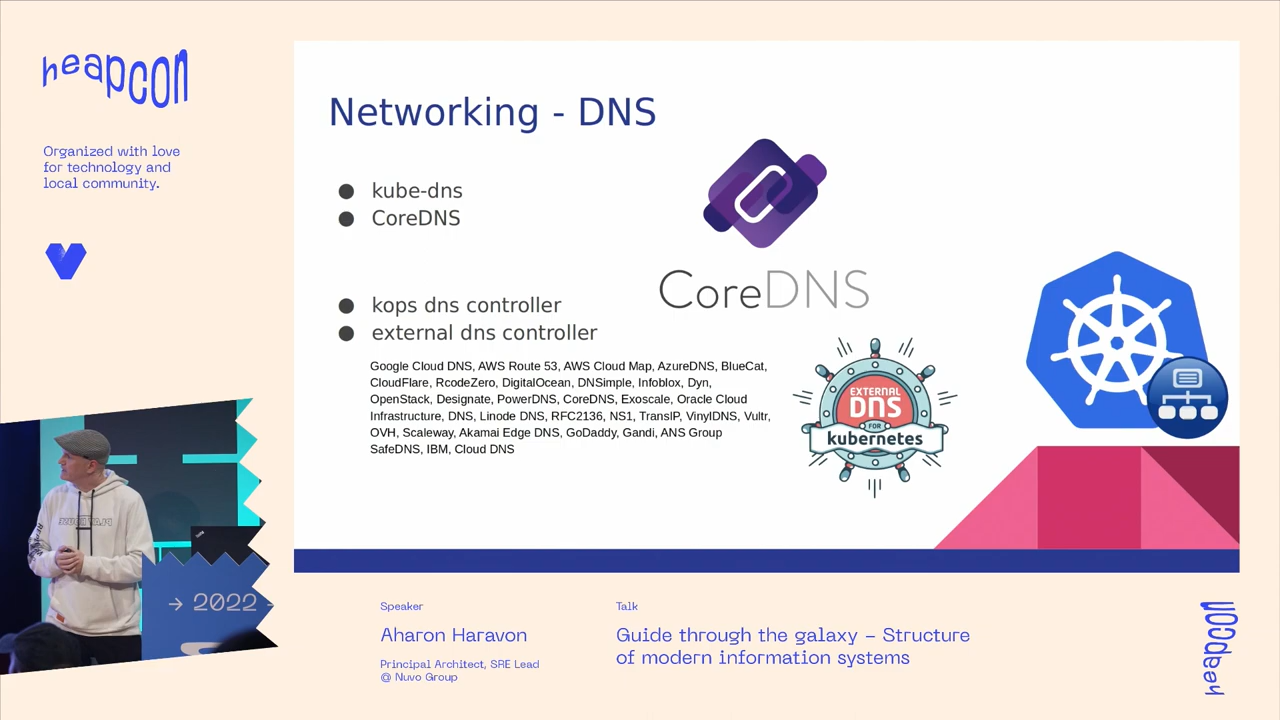 heapcon
Organized with love
for technology and
local community.
Networking - DNS
● kube-dns
● CoreDNS
CoreDNS
● kops dns controller
● external dns controller
Google Cloud DNS, AWS Route 53, AWS Cloud Map, AzureDNS, BlueCat,
CloudFlare, RcodeZero, DigitalOcean, DNSimple, Infoblox, Dyn,
OpenStack, Designate, PowerDNS, CoreDNS, Exoscale, Oracle Cloud
Infrastructure, DNS, Linode DNS, RFC2136, NS1, TransIP, VinylDNS, Vultr,
OVH, Scaleway, Akamai Edge DNS, GoDaddy, Gandi, ANS Group
SafeDNS, IBM, Cloud DNS
EXTERNAL
DNS
FOR
kubernetes
→ 2022
Speaker
Aharon Haravon
Principal Architect, SRE Lead
@ Nuvo Group
Talk
Guide through the galaxy – Structure
of modern information systems
heapcon